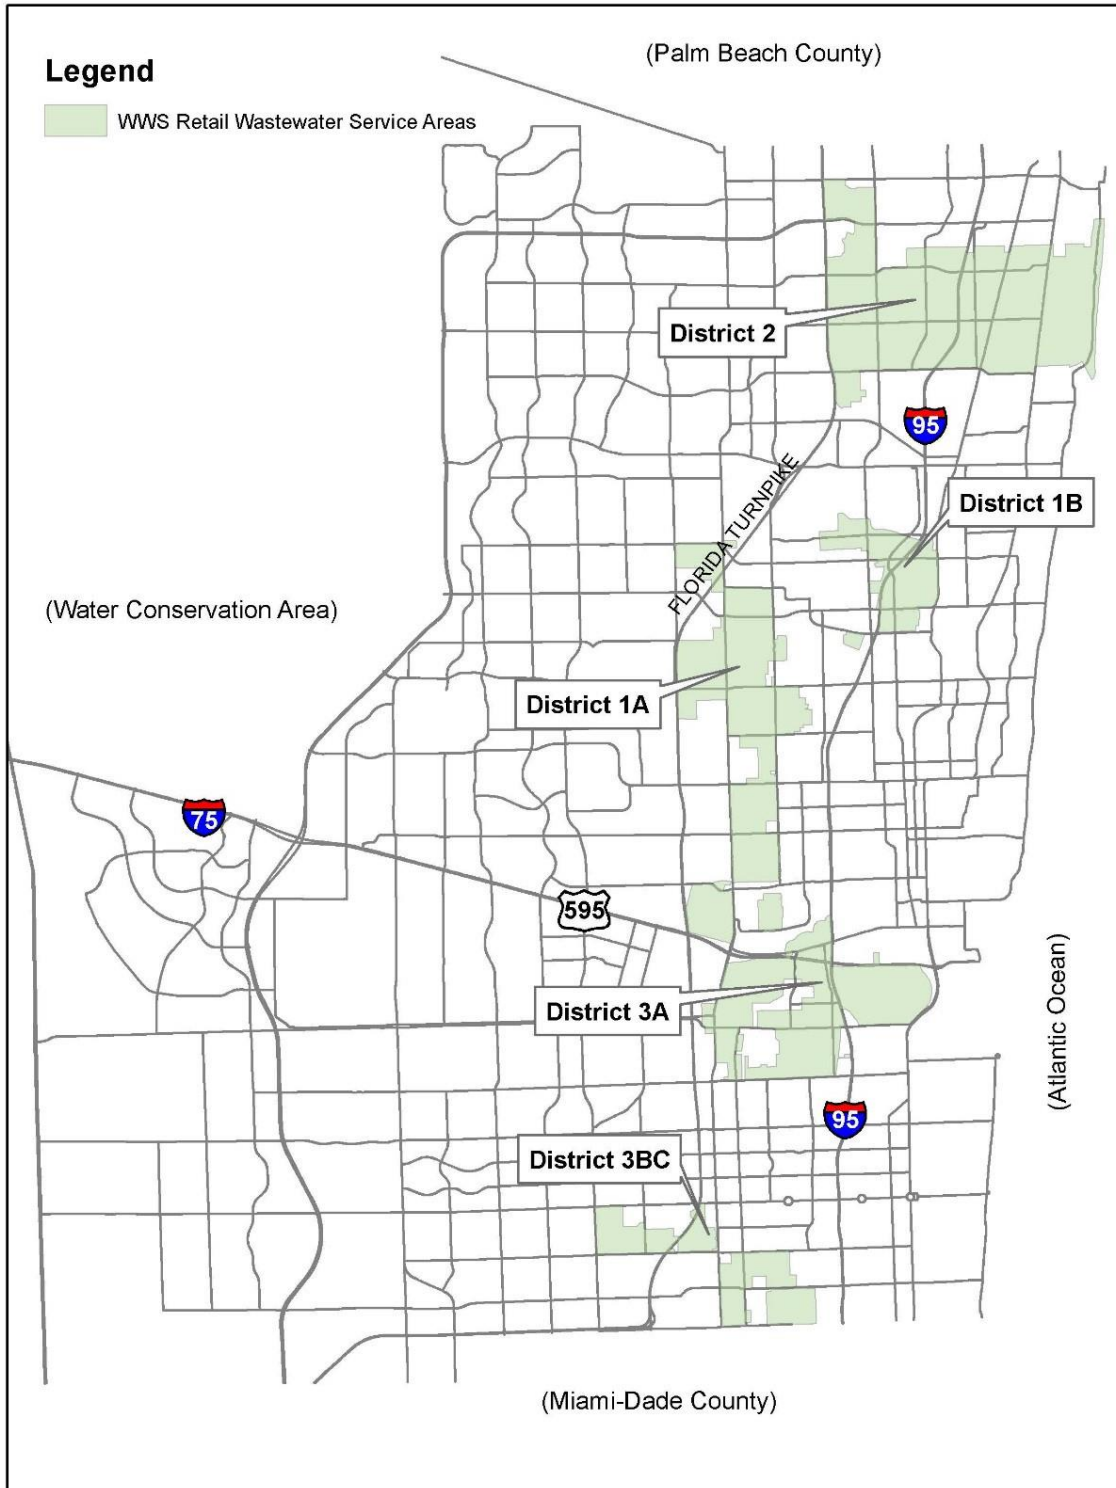 (Palm Beach County)
Legend
WWS Retail Wastewater Service Areas
District 2
95
FLORIDA TURNPIKE
District 1B
(Water Conservation Area)
District 1A
75
595
District 3A
(Atlantic Ocean)
95
District 3BC
(Miami-Dade County)